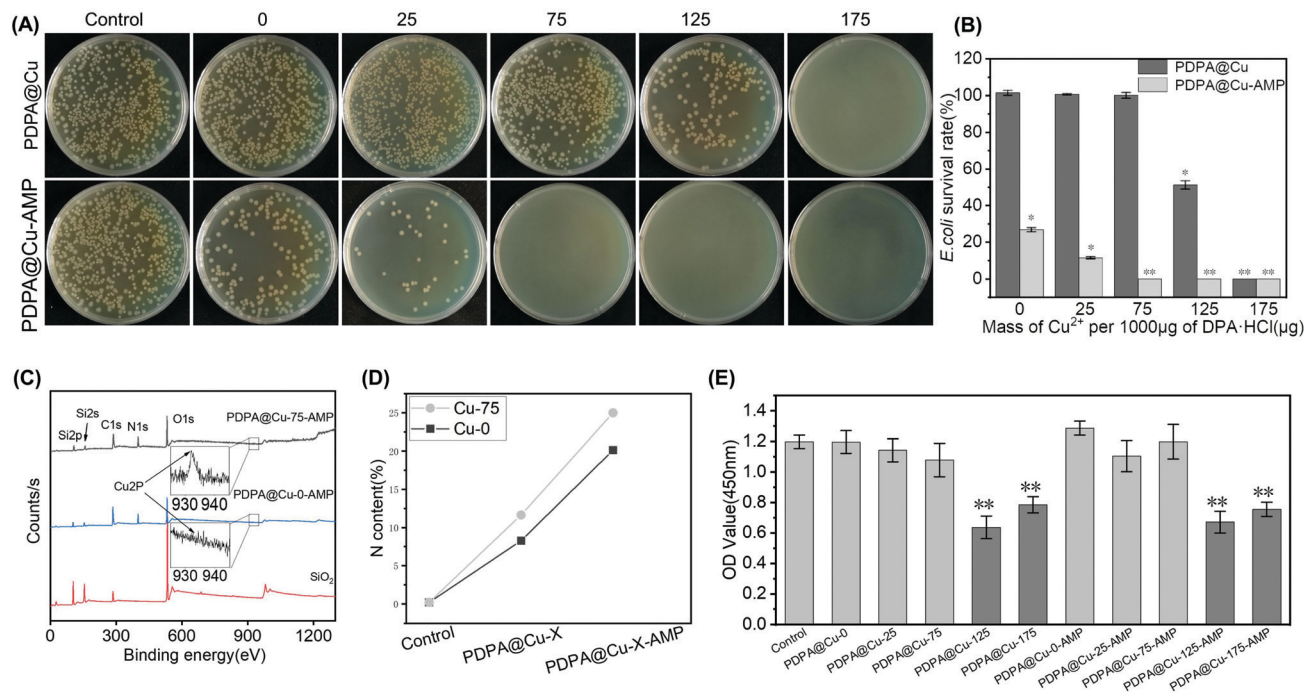 (A)
Control 0 25 75 125 175
PDPA@Cu
PDPA@Cu-AMP
(B)
120
100
80
60
40
20
0
E.coli survival rate(%)
PDPA@Cu
PDPA@Cu-AMP
* * ** * ** ** **
0 25 75 125 175
Mass of Cu²⁺ per 1000μg of DPA·HCl(μg)
(C)
Counts/s
Si2p Si2s C1s N1s O1s
PDPA@Cu-75-AMP
930 940
Cu2P
PDPA@Cu-0-AMP
930 940
SiO₂
0 300 600 900 1200
Binding energy(eV)
(D)
N content(%)
25
20
15
10
5
0
Cu-75
Cu-0
Control PDPA@Cu-X PDPA@Cu-X-AMP
(E)
OD Value(450nm)
1.4
1.2
1.0
0.8
0.6
0.4
0.2
0.0
** ** ** **
Control
PDPA@Cu-0
PDPA@Cu-25
PDPA@Cu-75
PDPA@Cu-125
PDPA@Cu-175
PDPA@Cu-0-AMP
PDPA@Cu-25-AMP
PDPA@Cu-75-AMP
PDPA@Cu-125-AMP
PDPA@Cu-175-AMP